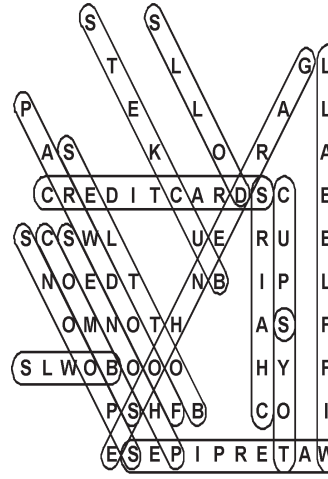 S S
T L G L
P E L A L
A S K O R A
C R E D I T C A R D S C E
S C S W L U E R U E
N O E D T N B I P L
O M N O T H A S F
S L W O B O O O H Y F
P S H F B C O I
E S E P I P R E T A W